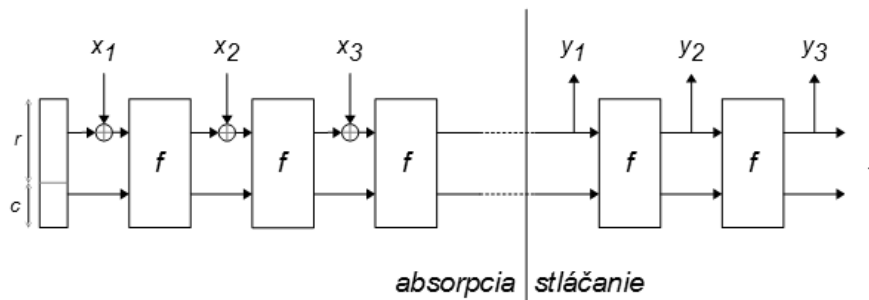 x1 x2 x3 y1 y2 y3
r f f f f f
c
absorpcia stláčanie